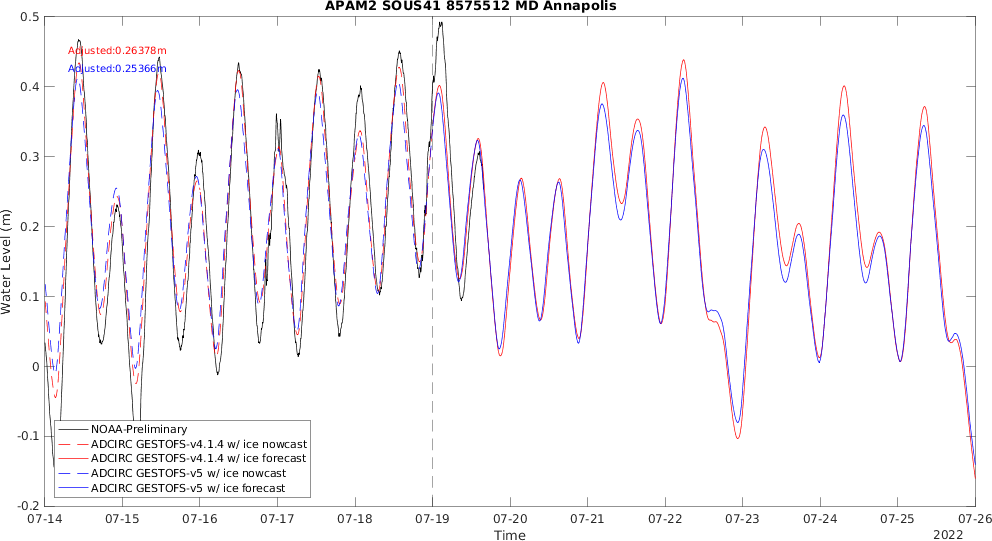 APAM2 SOUS41 8575512 MD Annapolis
Adjusted:0.26378m
Adjusted:0.25366m
Water Level (m)
0.5
0.4
0.3
0.2
0.1
0
-0.1
-0.2
NOAA-Preliminary
ADCIRC GESTOFS-v4.1.4 w/ ice nowcast
ADCIRC GESTOFS-v4.1.4 w/ ice forecast
ADCIRC GESTOFS-v5 w/ ice nowcast
ADCIRC GESTOFS-v5 w/ ice forecast
07-14 07-15 07-16 07-17 07-18 07-19 07-20 07-21 07-22 07-23 07-24 07-25 07-26
Time
2022